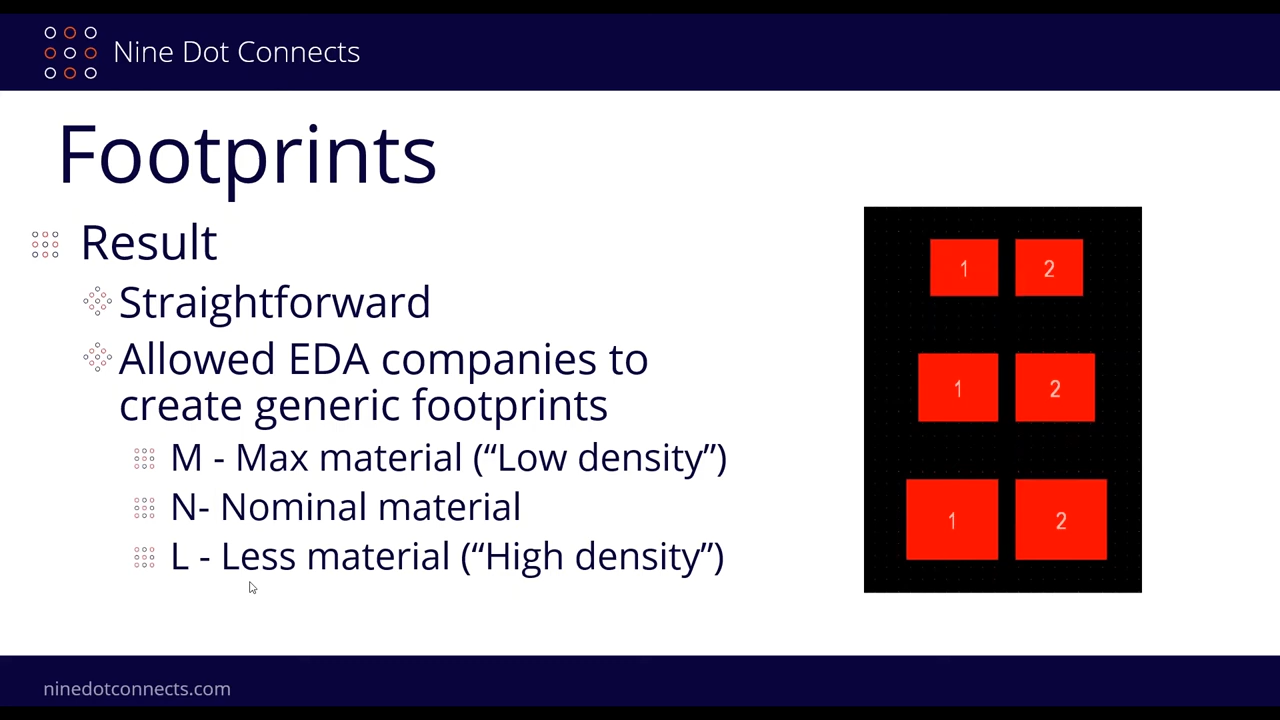 Nine Dot Connects
Footprints
Result
Straightforward
Allowed EDA companies to
create generic footprints
M - Max material (“Low density”)
N- Nominal material
L - Less material (“High density”)
1 2
1 2
1 2
ninedotconnects.com